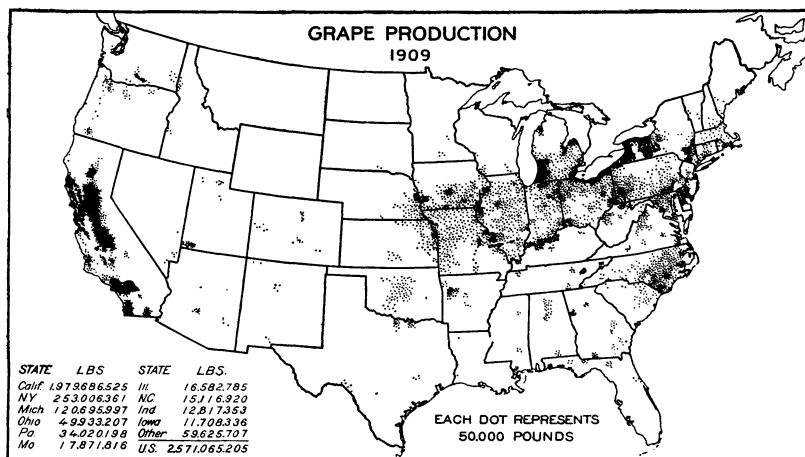 GRAPE PRODUCTION
1909
STATE LBS STATE LBS.
Calif. 1,979,686,525 Ill. 16,582,785
NY 253,006,361 NC 15,116,920
Mich 120,695,997 Ind 12,817,353
Ohio 49,933,207 Iowa 11,708,336
Pa. 34,020,198 Other 59,625,707
Mo 17,871,816 U.S. 2,571,065,205
EACH DOT REPRESENTS
50,000 POUNDS